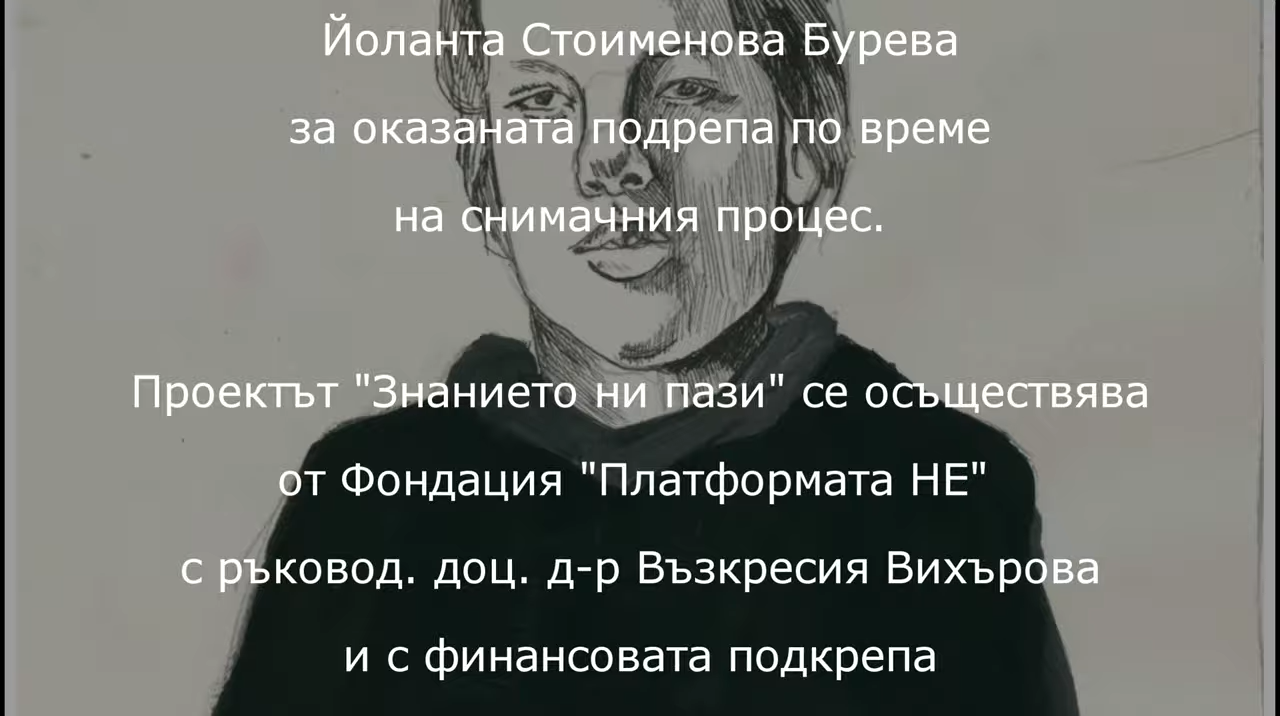 Йоланта Стоименова Бурева
за оказаната подрепа по време
на снимачния процес.
Проектът "Знанието ни пази" се осъществява
от Фондация "Платформата НЕ"
с ръковод. доц. д-р Възкресия Вихърова
и с финансовата подкрепа